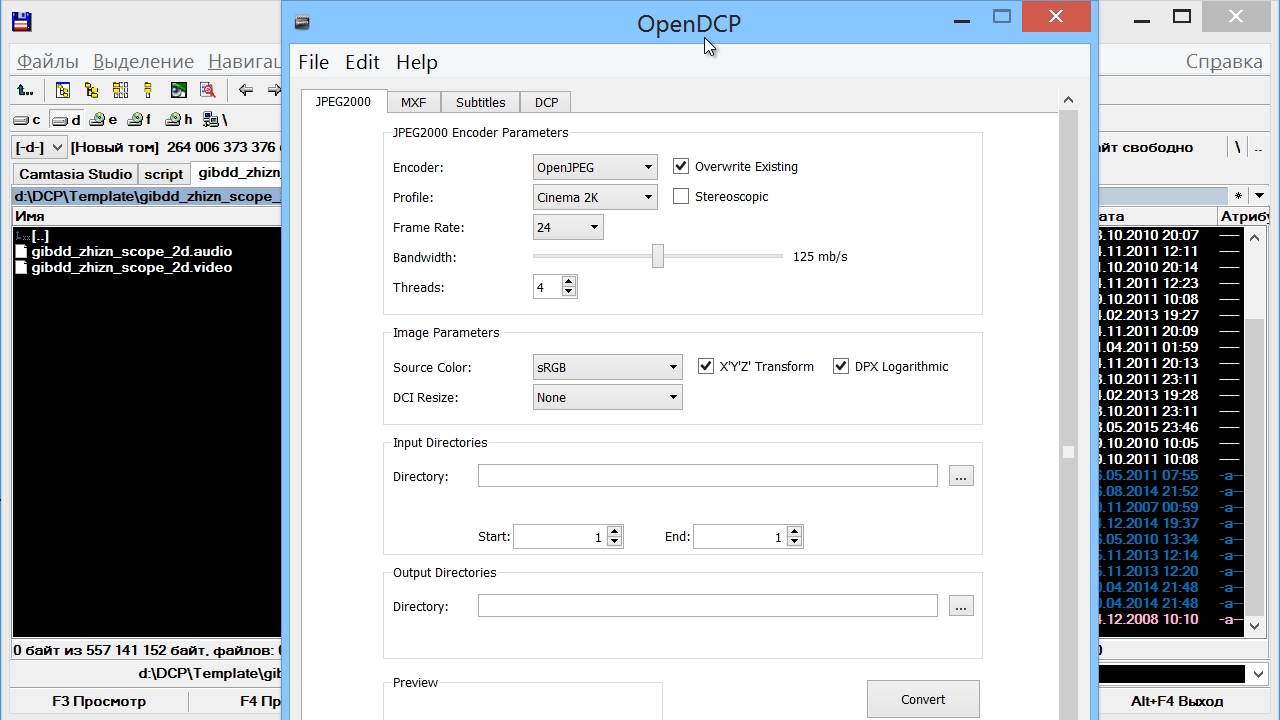 OpenDCP
Файлы Выделение Навигац
Справка
File Edit Help
c d e f h \
[-d-] [Новый том] 264 006 373 376
йт свободно \ ..
Camtasia Studio script gibdd_zhizn
d:\DCP\Template\gibdd_zhizn_scope_
* 
Имя
ата Атрибу
[..]
gibdd_zhizn_scope_2d.audio
gibdd_zhizn_scope_2d.video
JPEG2000 MXF Subtitles DCP
JPEG2000 Encoder Parameters
Encoder: OpenJPEG Overwrite Existing
Profile: Cinema 2K Stereoscopic
Frame Rate: 24
Bandwidth: 125 mb/s
Threads: 4
Image Parameters
Source Color: sRGB X'Y'Z' Transform DPX Logarithmic
DCI Resize: None
Input Directories
Directory: ...
Start: 1 End: 1
Output Directories
Directory: ...
Preview
Convert
3.10.2010 20:07 ----
4.11.2011 12:11 ----
1.10.2010 20:14 ----
4.11.2011 12:23 ----
9.10.2011 10:08 ----
4.02.2013 19:27 ----
4.11.2011 20:09 ----
1.04.2011 01:59 ----
4.11.2011 20:13 ----
3.10.2011 23:11 ----
4.02.2013 19:28 ----
3.10.2011 23:11 ----
3.05.2015 23:46 ----
9.10.2010 10:05 ----
9.10.2011 10:08 ----
6.05.2011 07:55 -a--
6.08.2014 21:52 -a--
0.11.2007 00:59 -a--
4.12.2014 19:37 -a--
6.05.2010 13:34 -a--
5.11.2013 12:14 -a--
5.11.2013 12:20 -a--
0.04.2014 21:48 -a--
0.04.2014 21:48 -a--
4.12.2008 10:10 -a--
0 байт из 557 141 152 байт, файлов:
d:\DCP\Template\gib
F3 Просмотр F4 Пр
Alt+F4 Выход